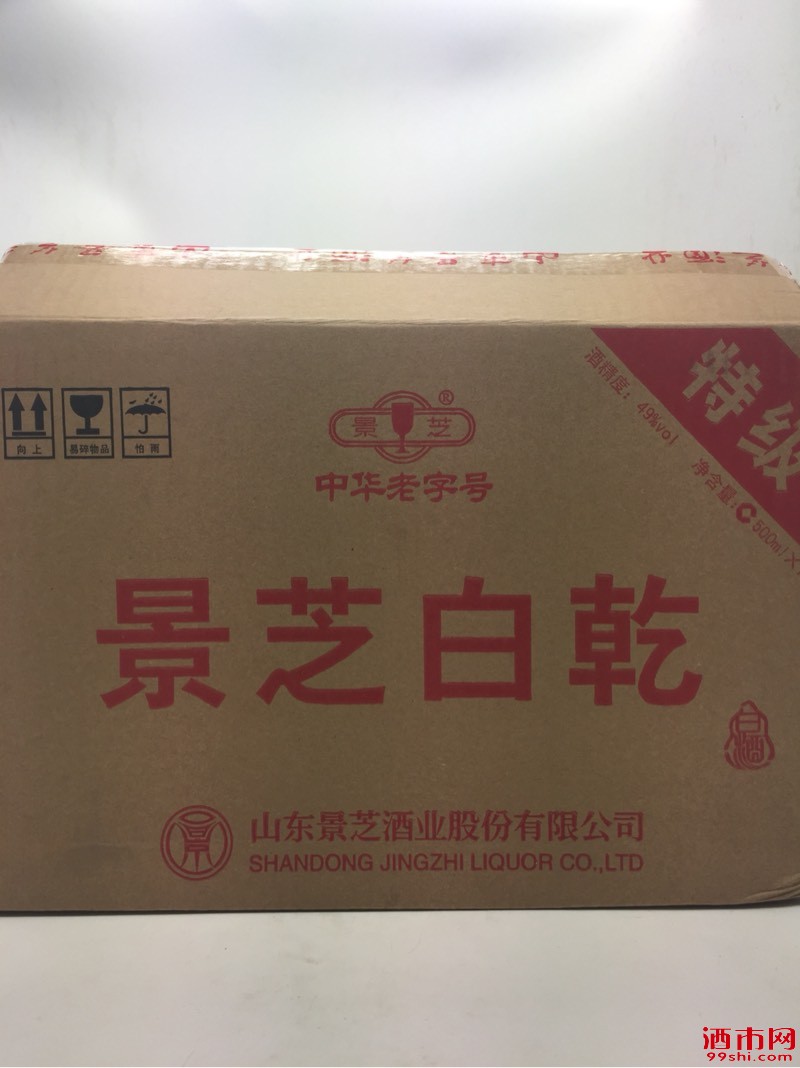 特级
酒精度：49%vol
净含量：500ml×
向上
易碎物品
怕雨
景芝®
中华老字号
景芝白乾
白酒
山东景芝酒业股份有限公司
SHANDONG JINGZHI LIQUOR CO.,LTD
酒市网
99shi.com